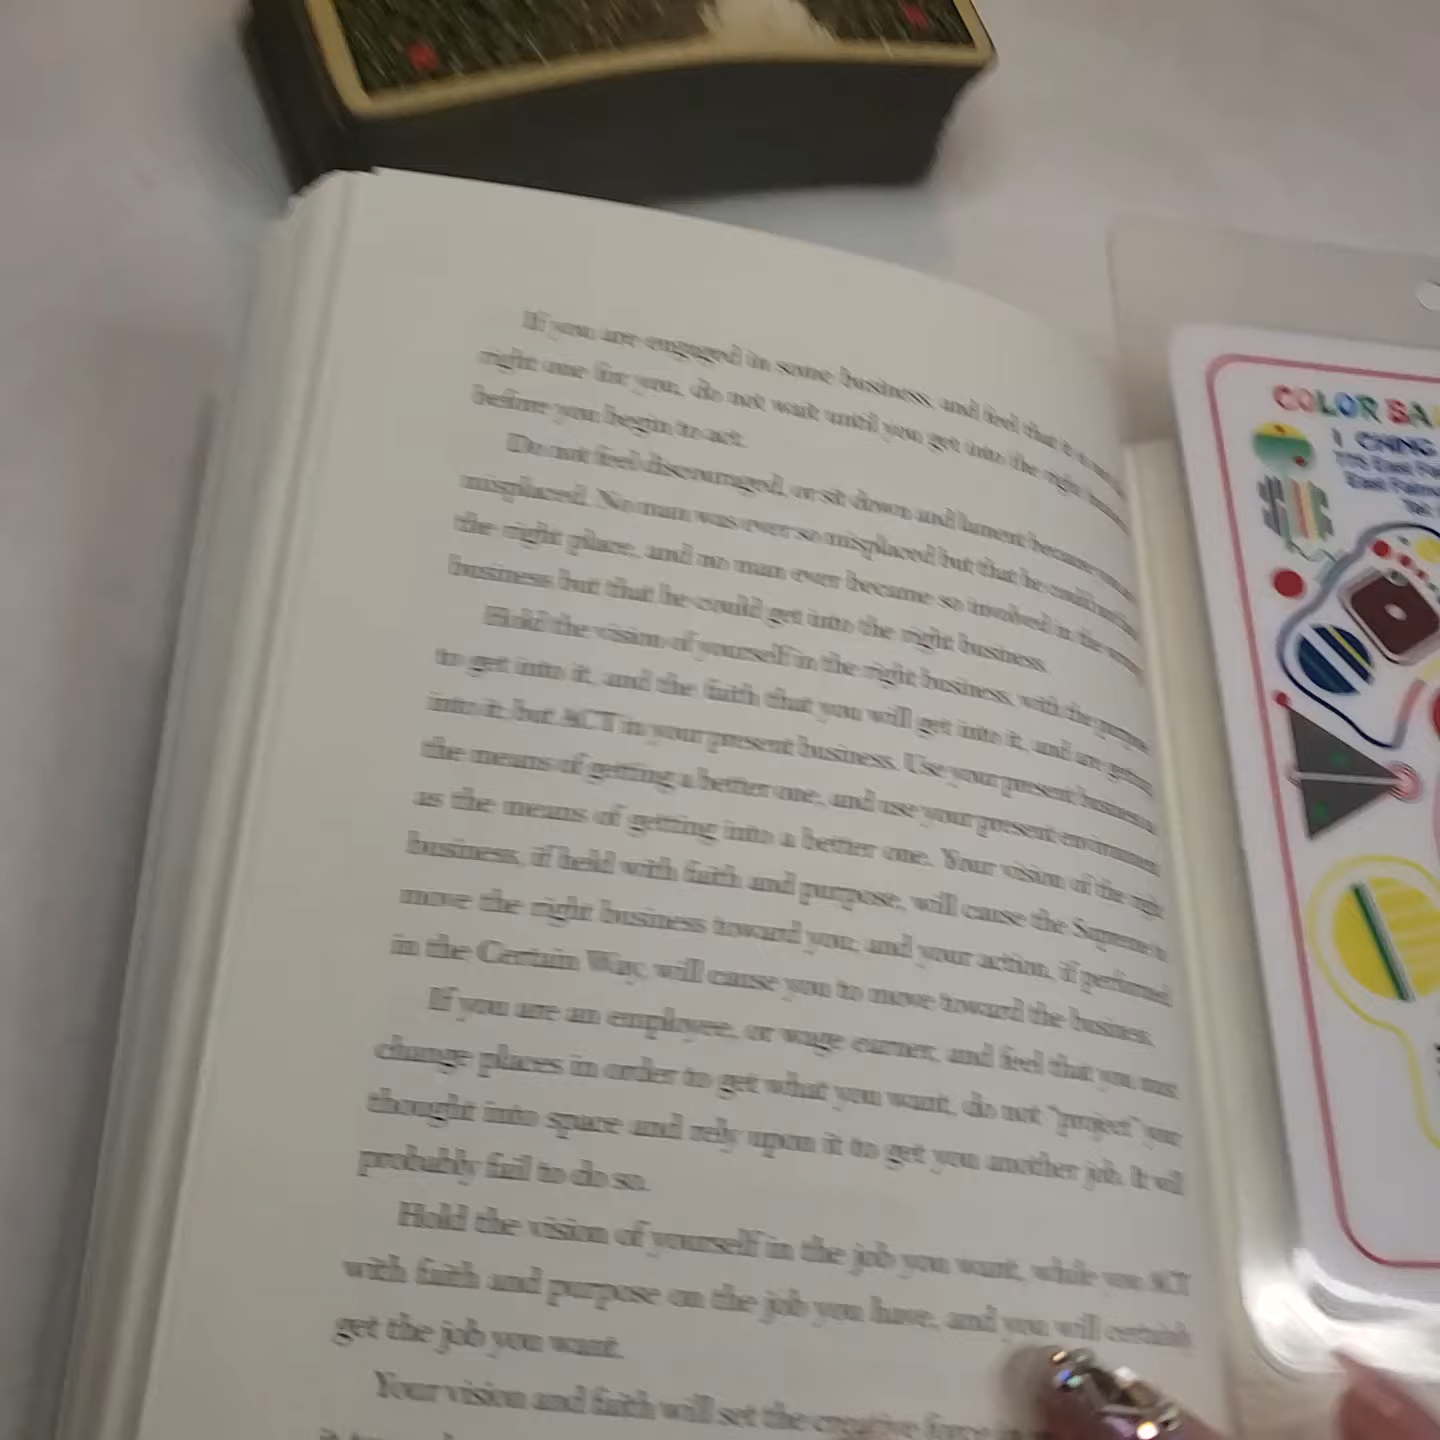 If you are engaged in some business, and feel that it is
right one for you, do not wait until you get into the right
before you begin to act.
Do not feel discouraged, or sit down and lament because
misplaced. No man was ever so misplaced but that he could
the right place, and no man ever became so involved in the
business but that he could get into the right business.
Hold the vision of yourself in the right business, with the purpose
to get into it, and the faith that you will get into it, and are getting
into it; but ACT in your present business. Use your present business
the means of getting a better one, and use your present environment
as the means of getting into a better one. Your vision of the right
business, if held with faith and purpose, will cause the Supreme to
move the right business toward you; and your action, if performed
in the Certain Way, will cause you to move toward the business.
If you are an employee, or wage earner, and feel that you must
change places in order to get what you want, do not "project" your
thought into space and rely upon it to get you another job. It will
probably fail to do so.
Hold the vision of yourself in the job you want, while you ACT
with faith and purpose on the job you have, and you will certainly
get the job you want.
Your vision and faith will set the creative force
COLOR
I CHING
East
East